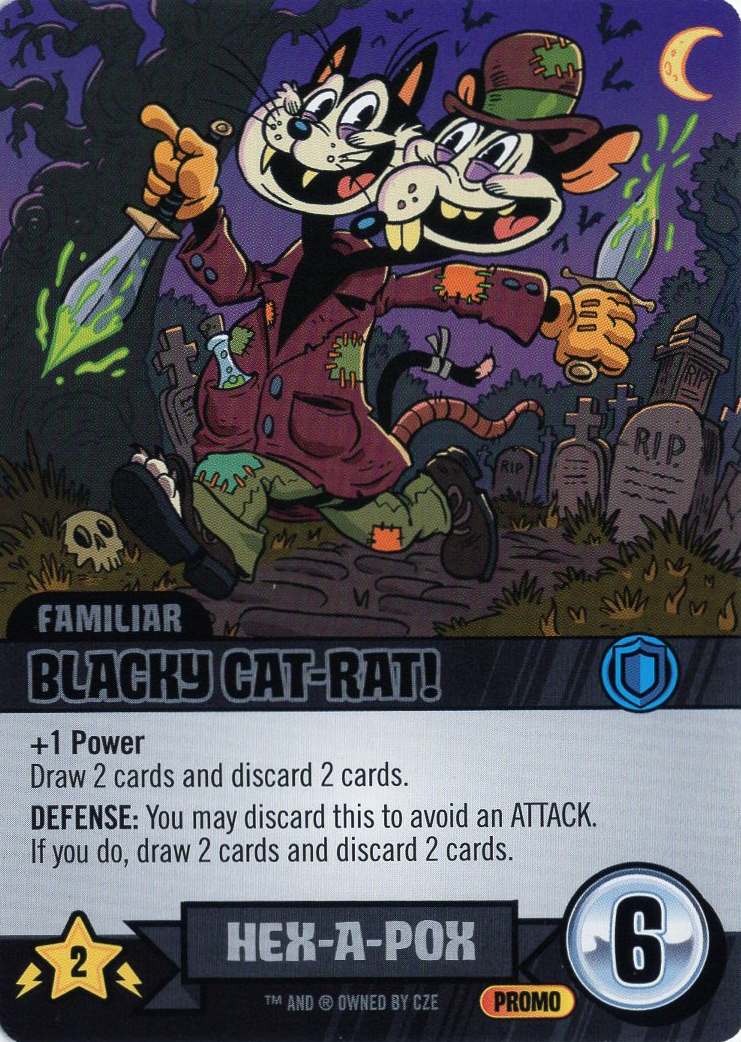 RIP
R.I.P.
RIP
FAMILIAR
BLACKY CAT-RAT!
+1 Power
Draw 2 cards and discard 2 cards.
DEFENSE: You may discard this to avoid an ATTACK.
If you do, draw 2 cards and discard 2 cards.
2
HEX-A-POX
6
™ AND ® OWNED BY CZE
PROMO